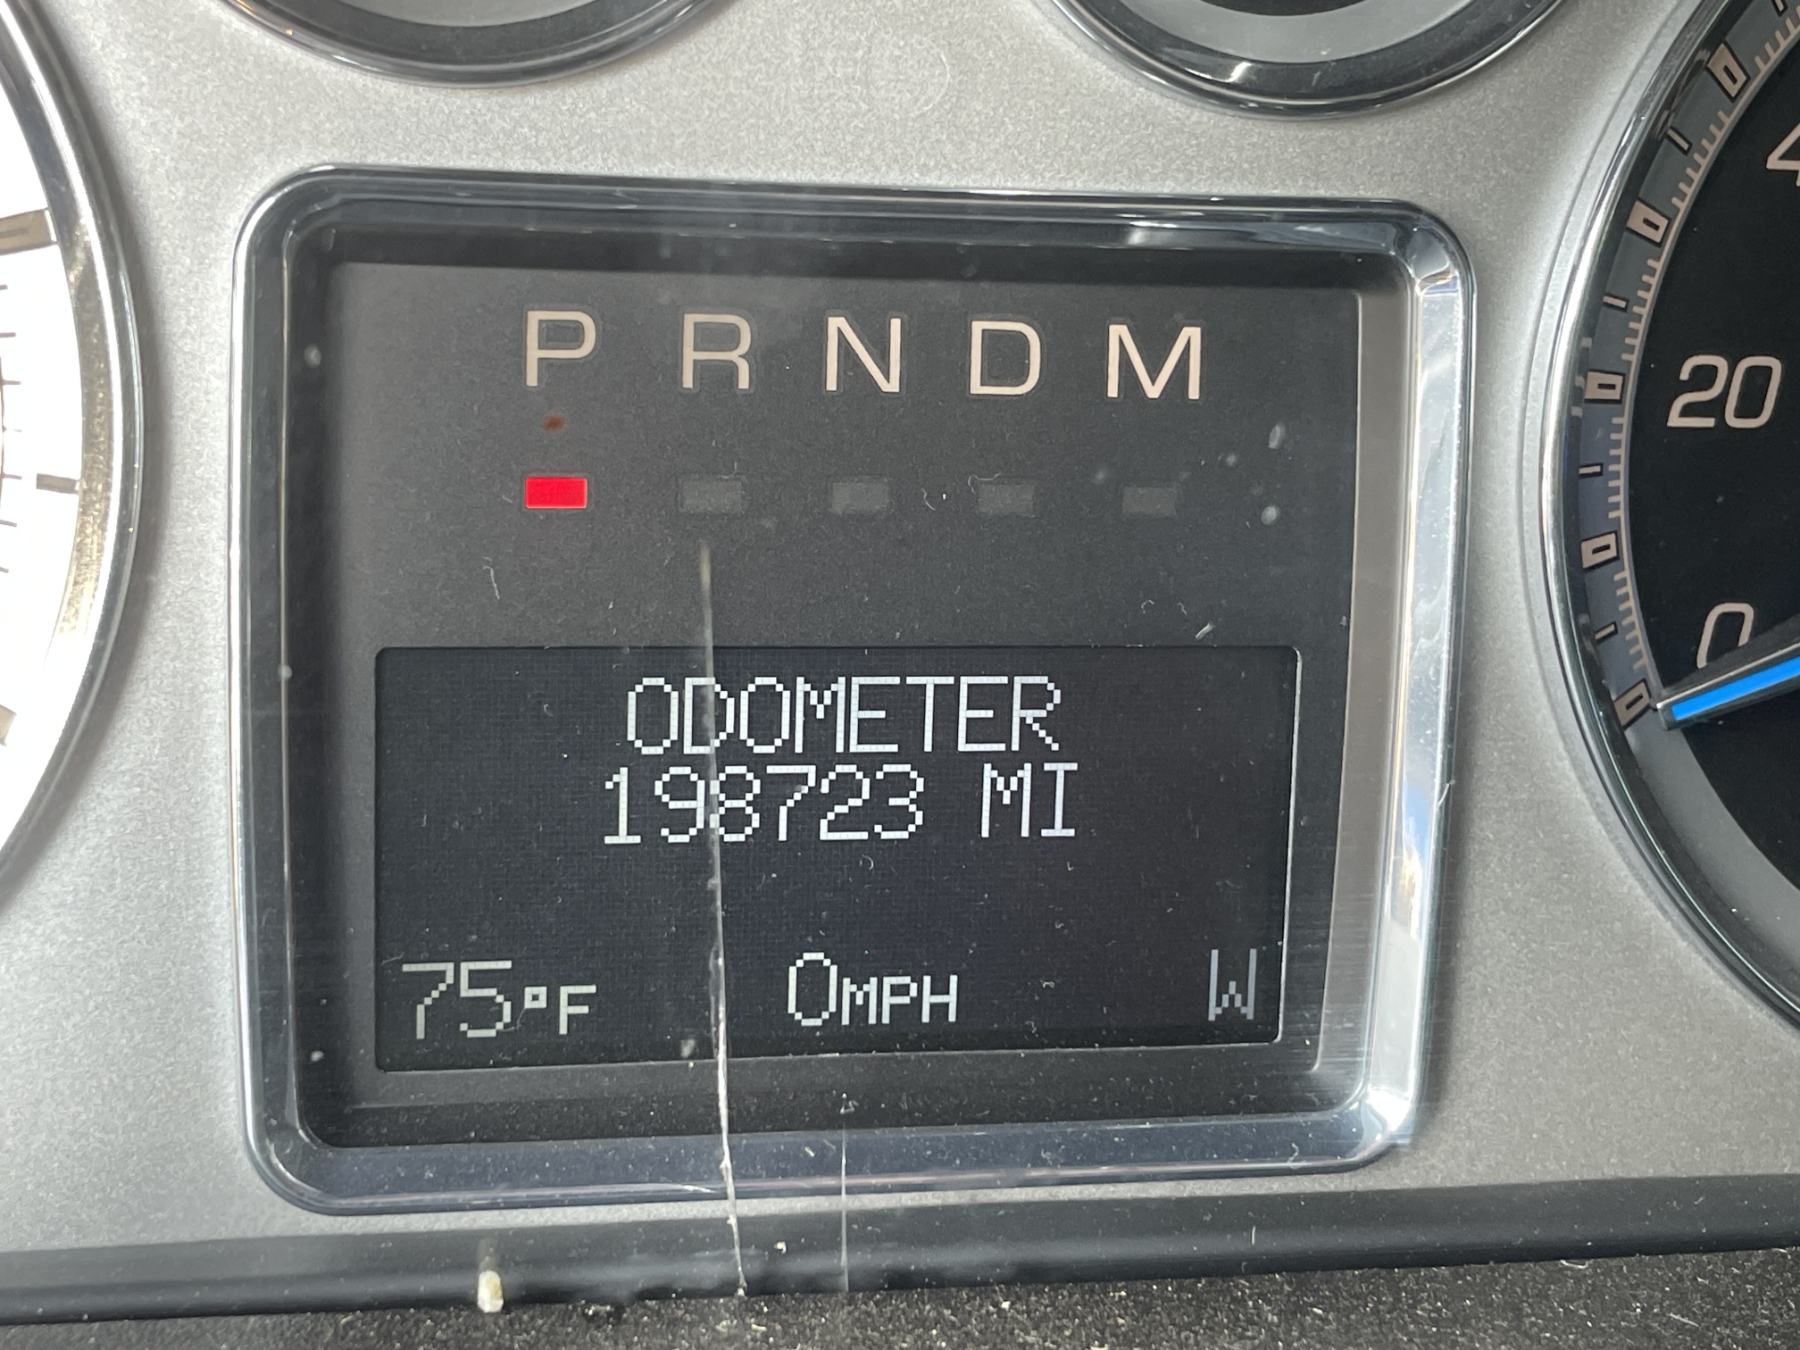 P R N D M
20
0
ODOMETER
198723 MI
75°F 0MPH W